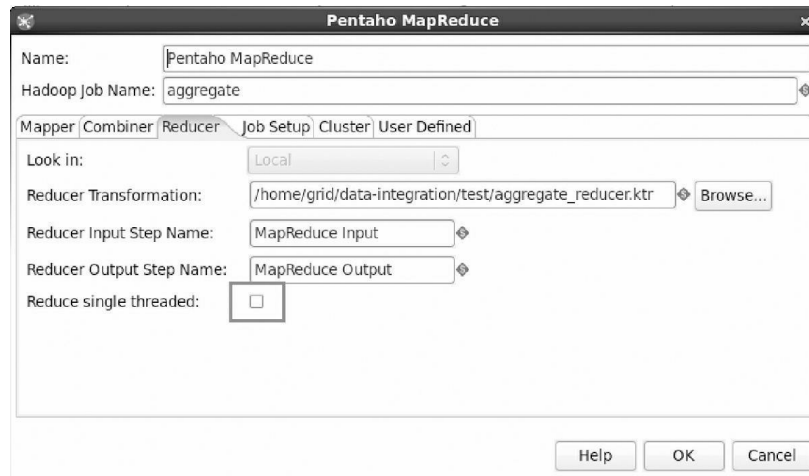 Pentaho MapReduce
Name: Pentaho MapReduce
Hadoop Job Name: aggregate
Mapper Combiner Reducer Job Setup Cluster User Defined
Look in: Local
Reducer Transformation: /home/grid/data-integration/test/aggregate_reducer.ktr Browse...
Reducer Input Step Name: MapReduce Input
Reducer Output Step Name: MapReduce Output
Reduce single threaded:
Help OK Cancel